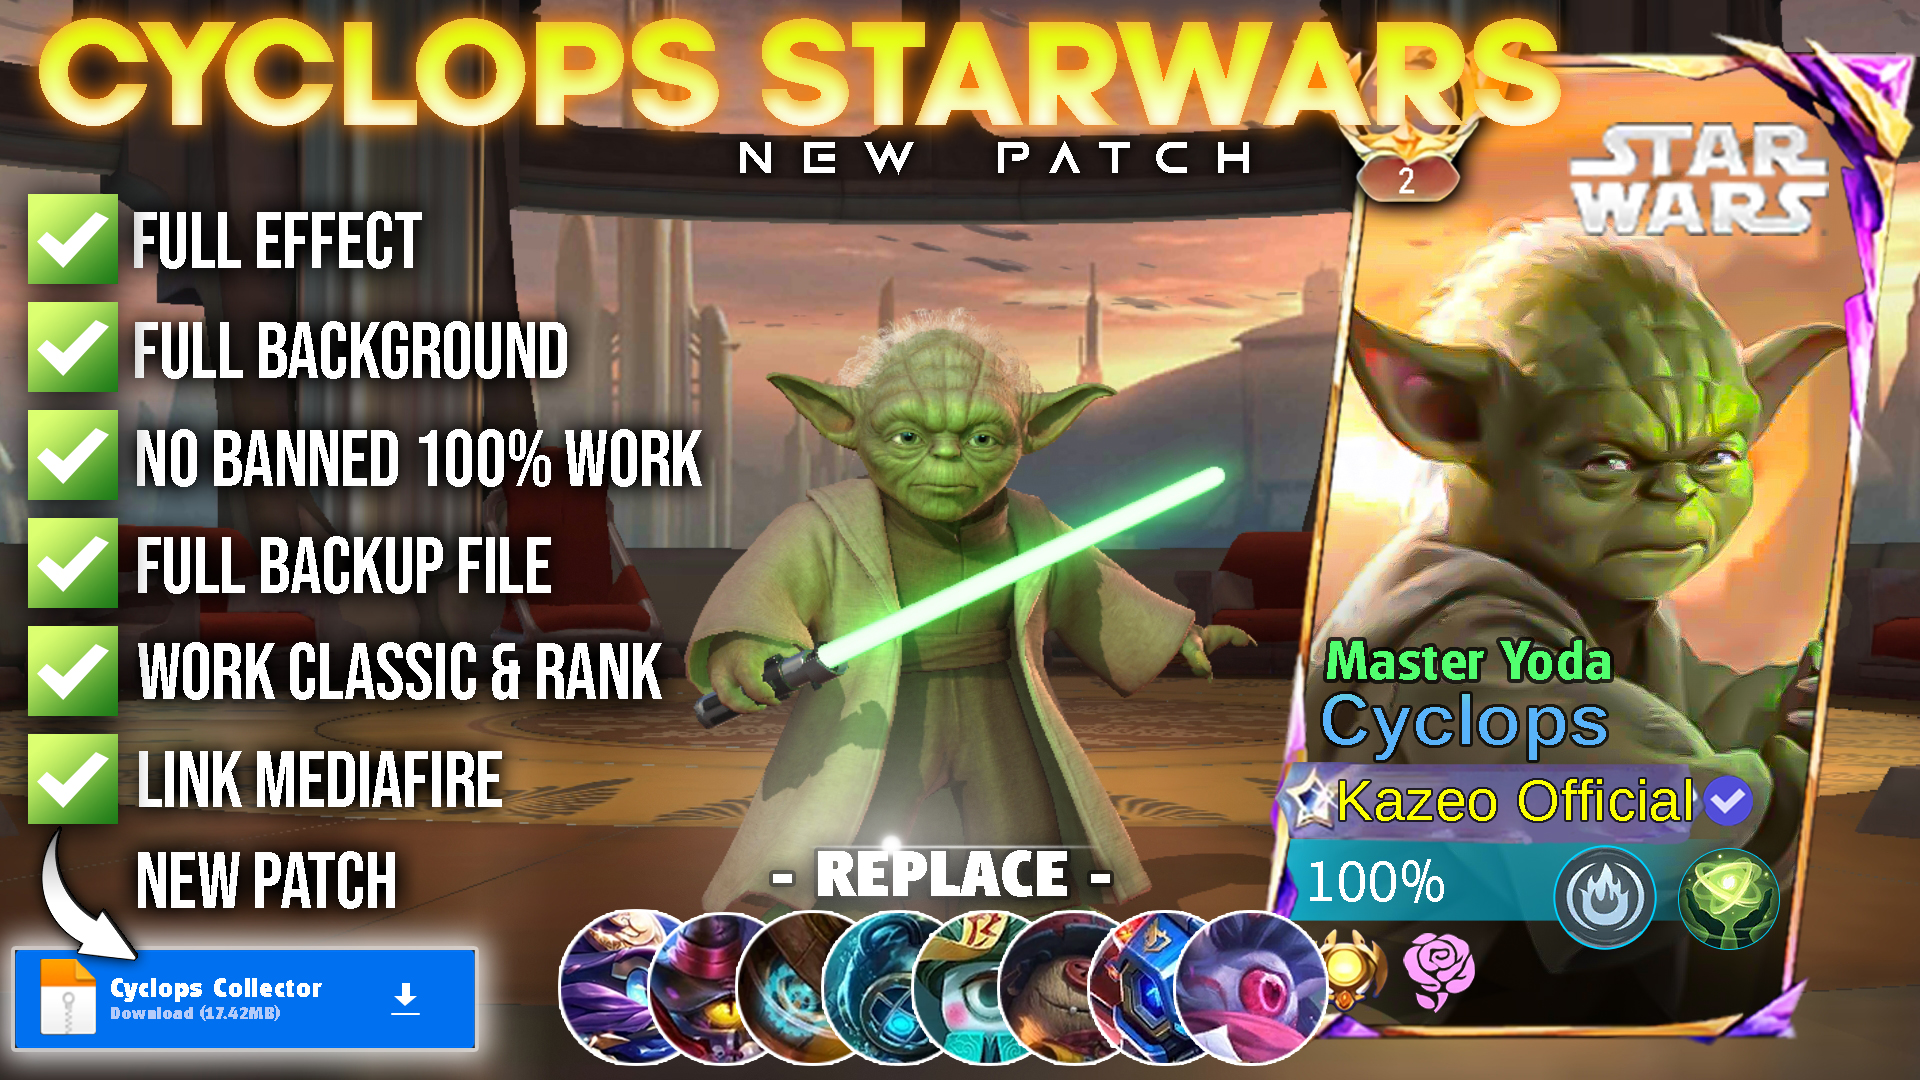 CYCLOPS STARWARS
NEW PATCH
2
STAR
WARS
FULL EFFECT
FULL BACKGROUND
NO BANNED 100% WORK
FULL BACKUP FILE
WORK CLASSIC & RANK
LINK MEDIAFIRE
NEW PATCH
Cyclops Collector
Download (17.42MB)
- REPLACE -
Master Yoda
Cyclops
Kazeo Official
100%